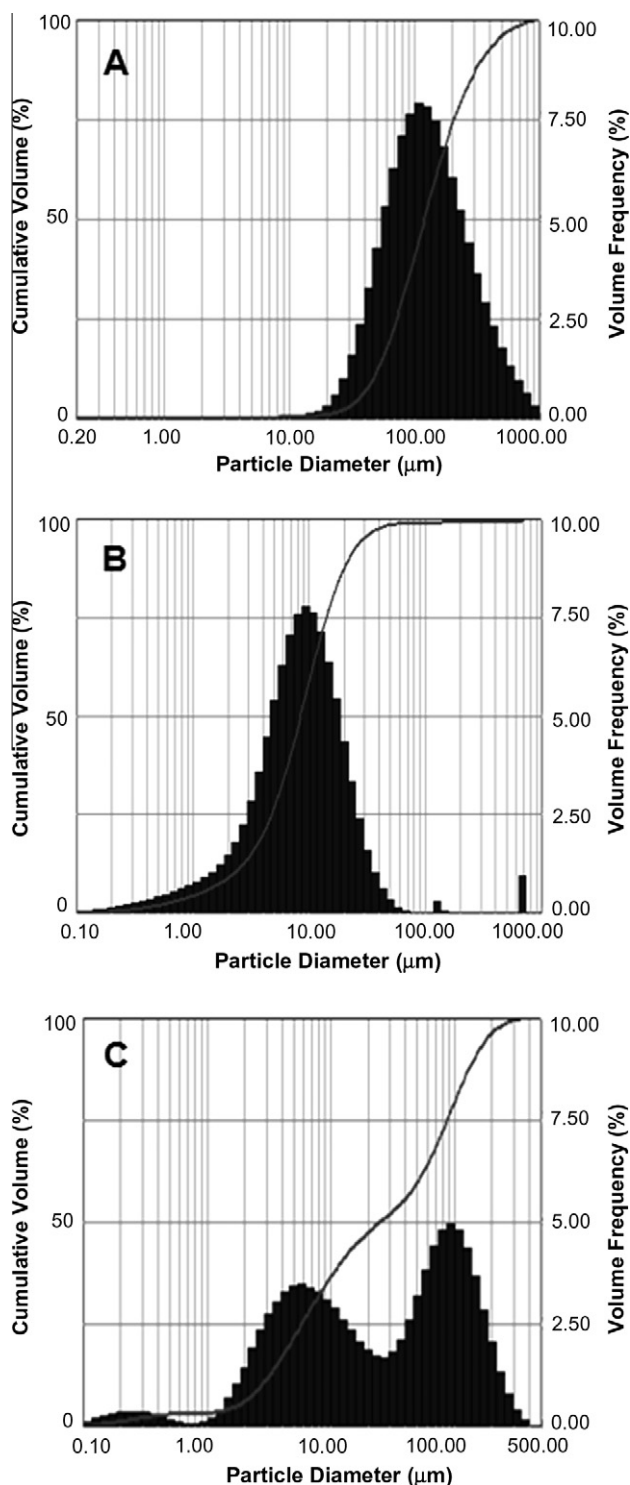 A
Cumulative Volume (%)
100
50
0
Volume Frequency (%)
10.00
7.50
5.00
2.50
0.00
0.20 1.00 10.00 100.00 1000.00
Particle Diameter (μm)
B
Cumulative Volume (%)
100
50
0
Volume Frequency (%)
10.00
7.50
5.00
2.50
0.00
0.10 1.00 10.00 100.00 1000.00
Particle Diameter (μm)
C
Cumulative Volume (%)
100
50
0
Volume Frequency (%)
10.00
7.50
5.00
2.50
0.00
0.10 1.00 10.00 100.00 500.00
Particle Diameter (μm)